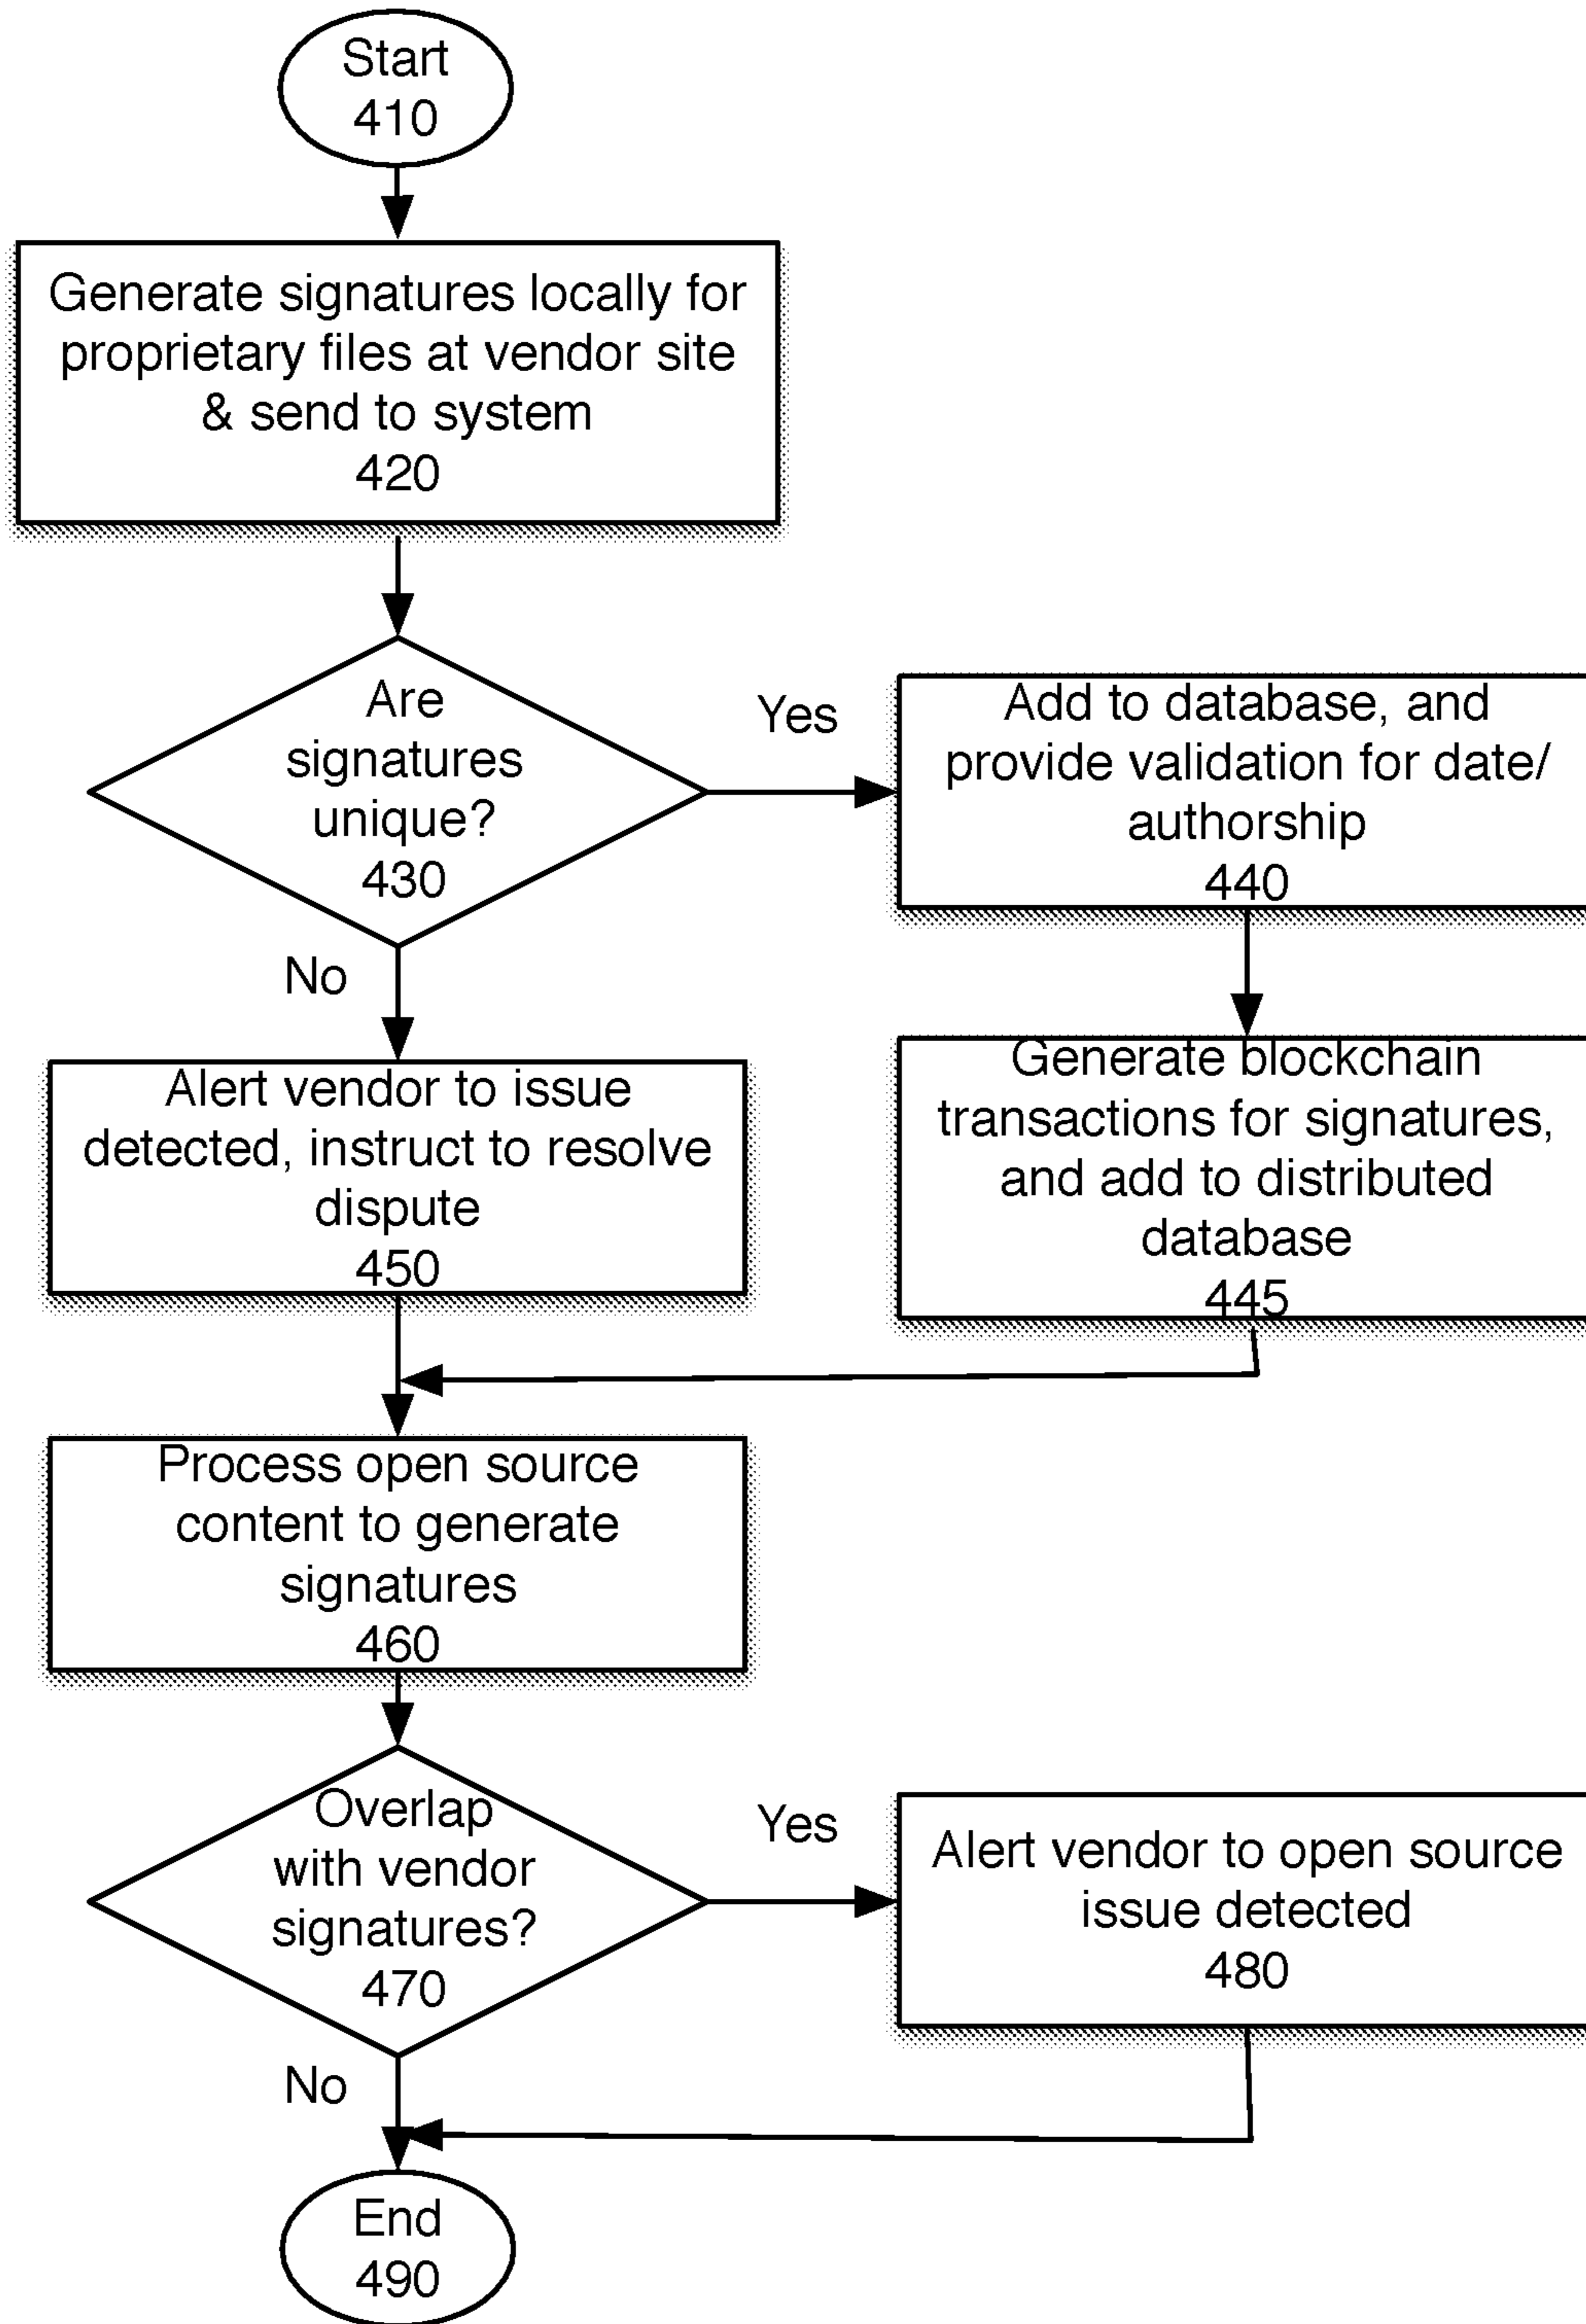 Start
410
Generate signatures locally for
proprietary files at vendor site
& send to system
420
Are
signatures
unique?
430
Yes
Add to database, and
provide validation for date/
authorship
440
No
Alert vendor to issue
detected, instruct to resolve
dispute
450
Generate blockchain
transactions for signatures,
and add to distributed
database
445
Process open source
content to generate
signatures
460
Overlap
with vendor
signatures?
470
Yes
Alert vendor to open source
issue detected
480
No
End
490